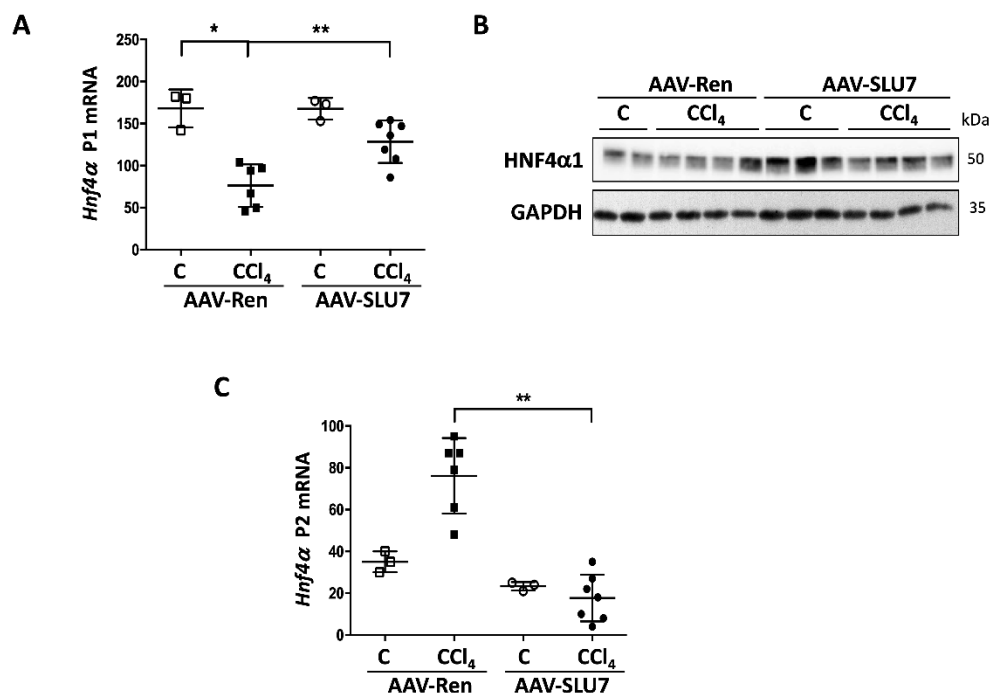 A
* **
250
200
150
100
50
0
Hnf4α P1 mRNA
C CCl4 C CCl4
AAV-Ren AAV-SLU7
B
AAV-Ren AAV-SLU7
C CCl4 C CCl4 kDa
HNF4α1 50
GAPDH 35
C
**
100
80
60
40
20
0
Hnf4α P2 mRNA
C CCl4 C CCl4
AAV-Ren AAV-SLU7